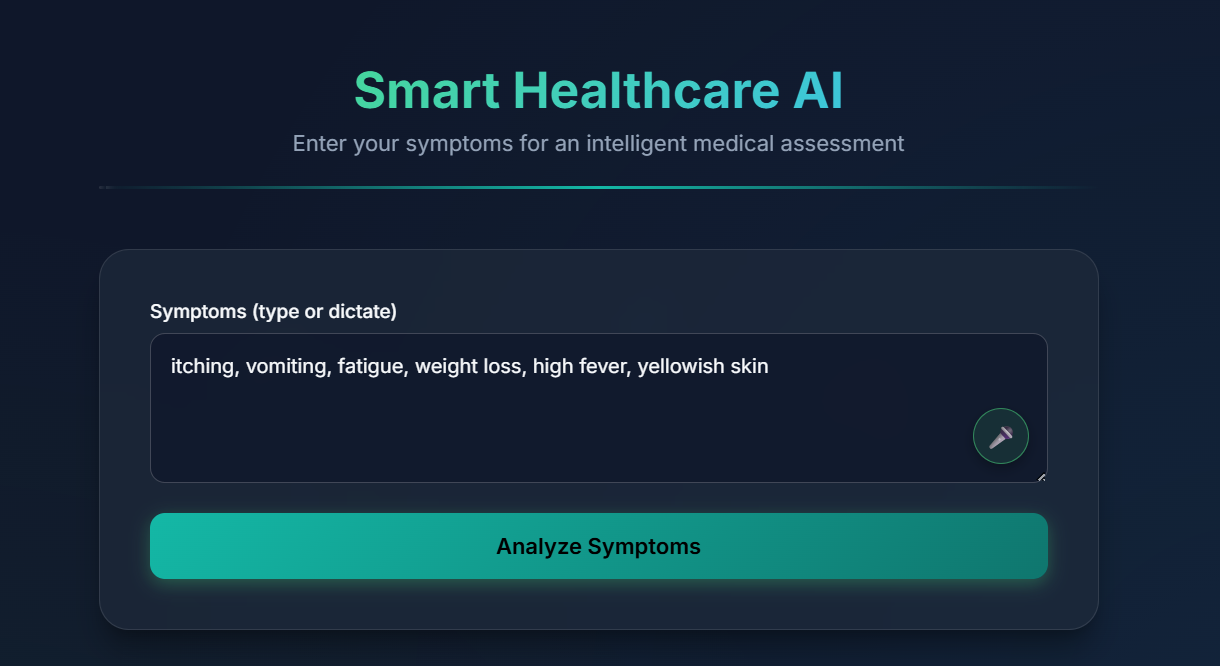 Smart Healthcare AI
Enter your symptoms for an intelligent medical assessment
Symptoms (type or dictate)
itching, vomiting, fatigue, weight loss, high fever, yellowish skin
Analyze Symptoms